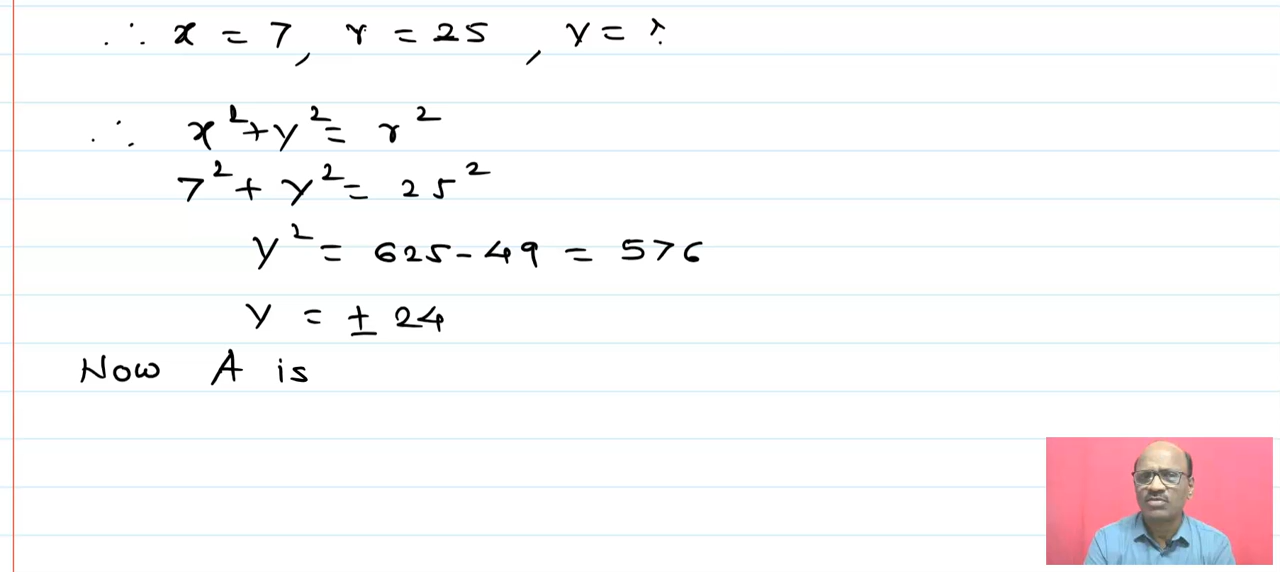 ∴ x = 7, r = 25, y = ?
∴ x² + y² = r²
7² + y² = 25²
y² = 625 - 49 = 576
y = ± 24
Now A is